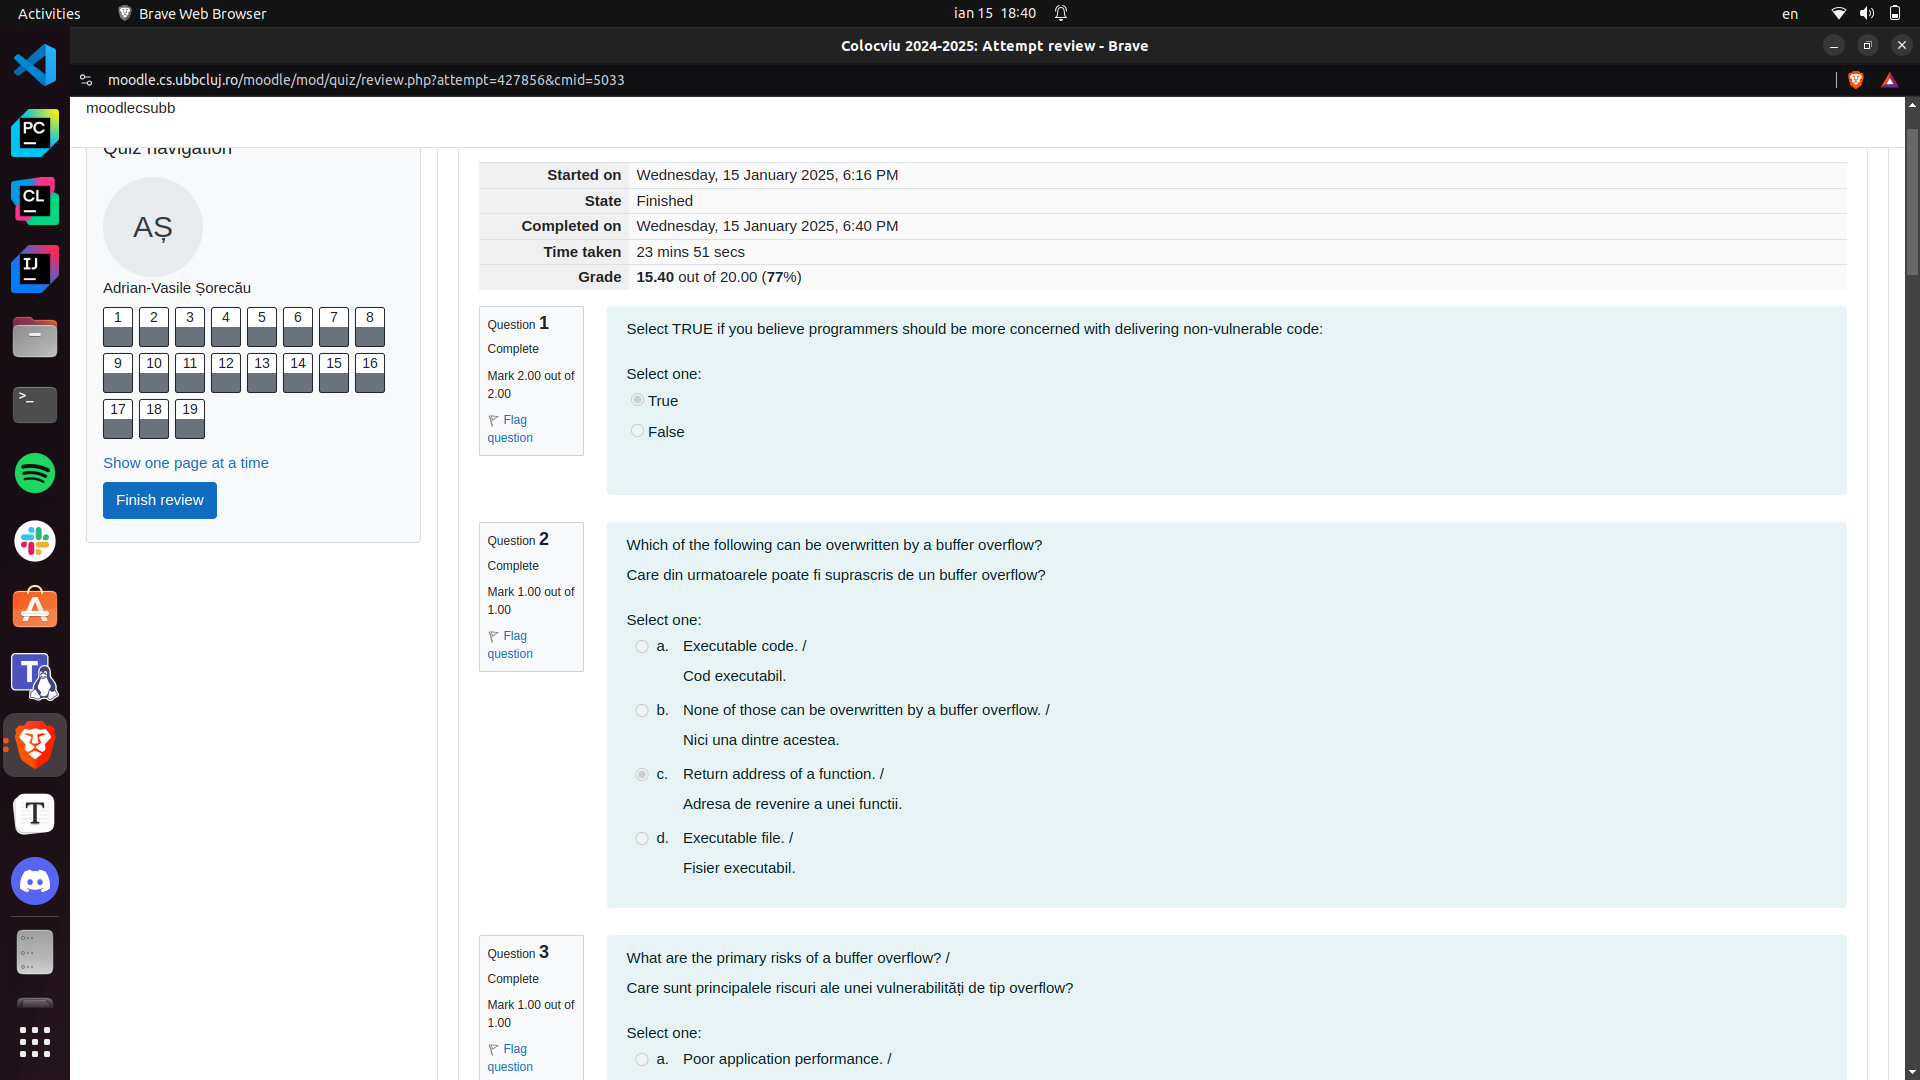 Activities
Brave Web Browser
ian 15 18:40
en
Colocviu 2024-2025: Attempt review - Brave
moodle.cs.ubbcluj.ro/moodle/mod/quiz/review.php?attempt=427856&cmid=5033
moodlecsubb
Quiz navigation
AȘ
Adrian-Vasile Șorecău
1 2 3 4 5 6 7 8
9 10 11 12 13 14 15 16
17 18 19
Show one page at a time
Finish review
Started on Wednesday, 15 January 2025, 6:16 PM
State Finished
Completed on Wednesday, 15 January 2025, 6:40 PM
Time taken 23 mins 51 secs
Grade 15.40 out of 20.00 (77%)
Question 1
Complete
Mark 2.00 out of
2.00
Flag
question
Select TRUE if you believe programmers should be more concerned with delivering non-vulnerable code:
Select one:
True
False
Question 2
Complete
Mark 1.00 out of
1.00
Flag
question
Which of the following can be overwritten by a buffer overflow?
Care din urmatoarele poate fi suprascris de un buffer overflow?
Select one:
a. Executable code. /
Cod executabil.
b. None of those can be overwritten by a buffer overflow. /
Nici una dintre acestea.
c. Return address of a function. /
Adresa de revenire a unei functii.
d. Executable file. /
Fisier executabil.
Question 3
Complete
Mark 1.00 out of
1.00
Flag
question
What are the primary risks of a buffer overflow? /
Care sunt principalele riscuri ale unei vulnerabilități de tip overflow?
Select one:
a. Poor application performance. /
PC
CL
IJ
>_
A
T
T